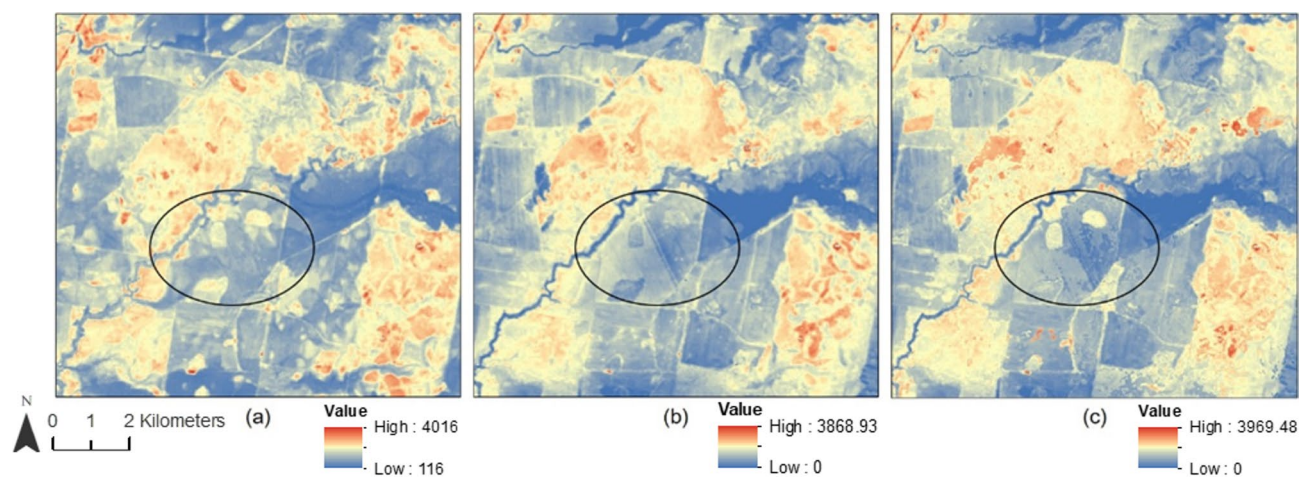 N
0 1 2 Kilometers
(a)
Value
High : 4016
Low : 116
(b)
Value
High : 3868.93
Low : 0
(c)
Value
High : 3969.48
Low : 0